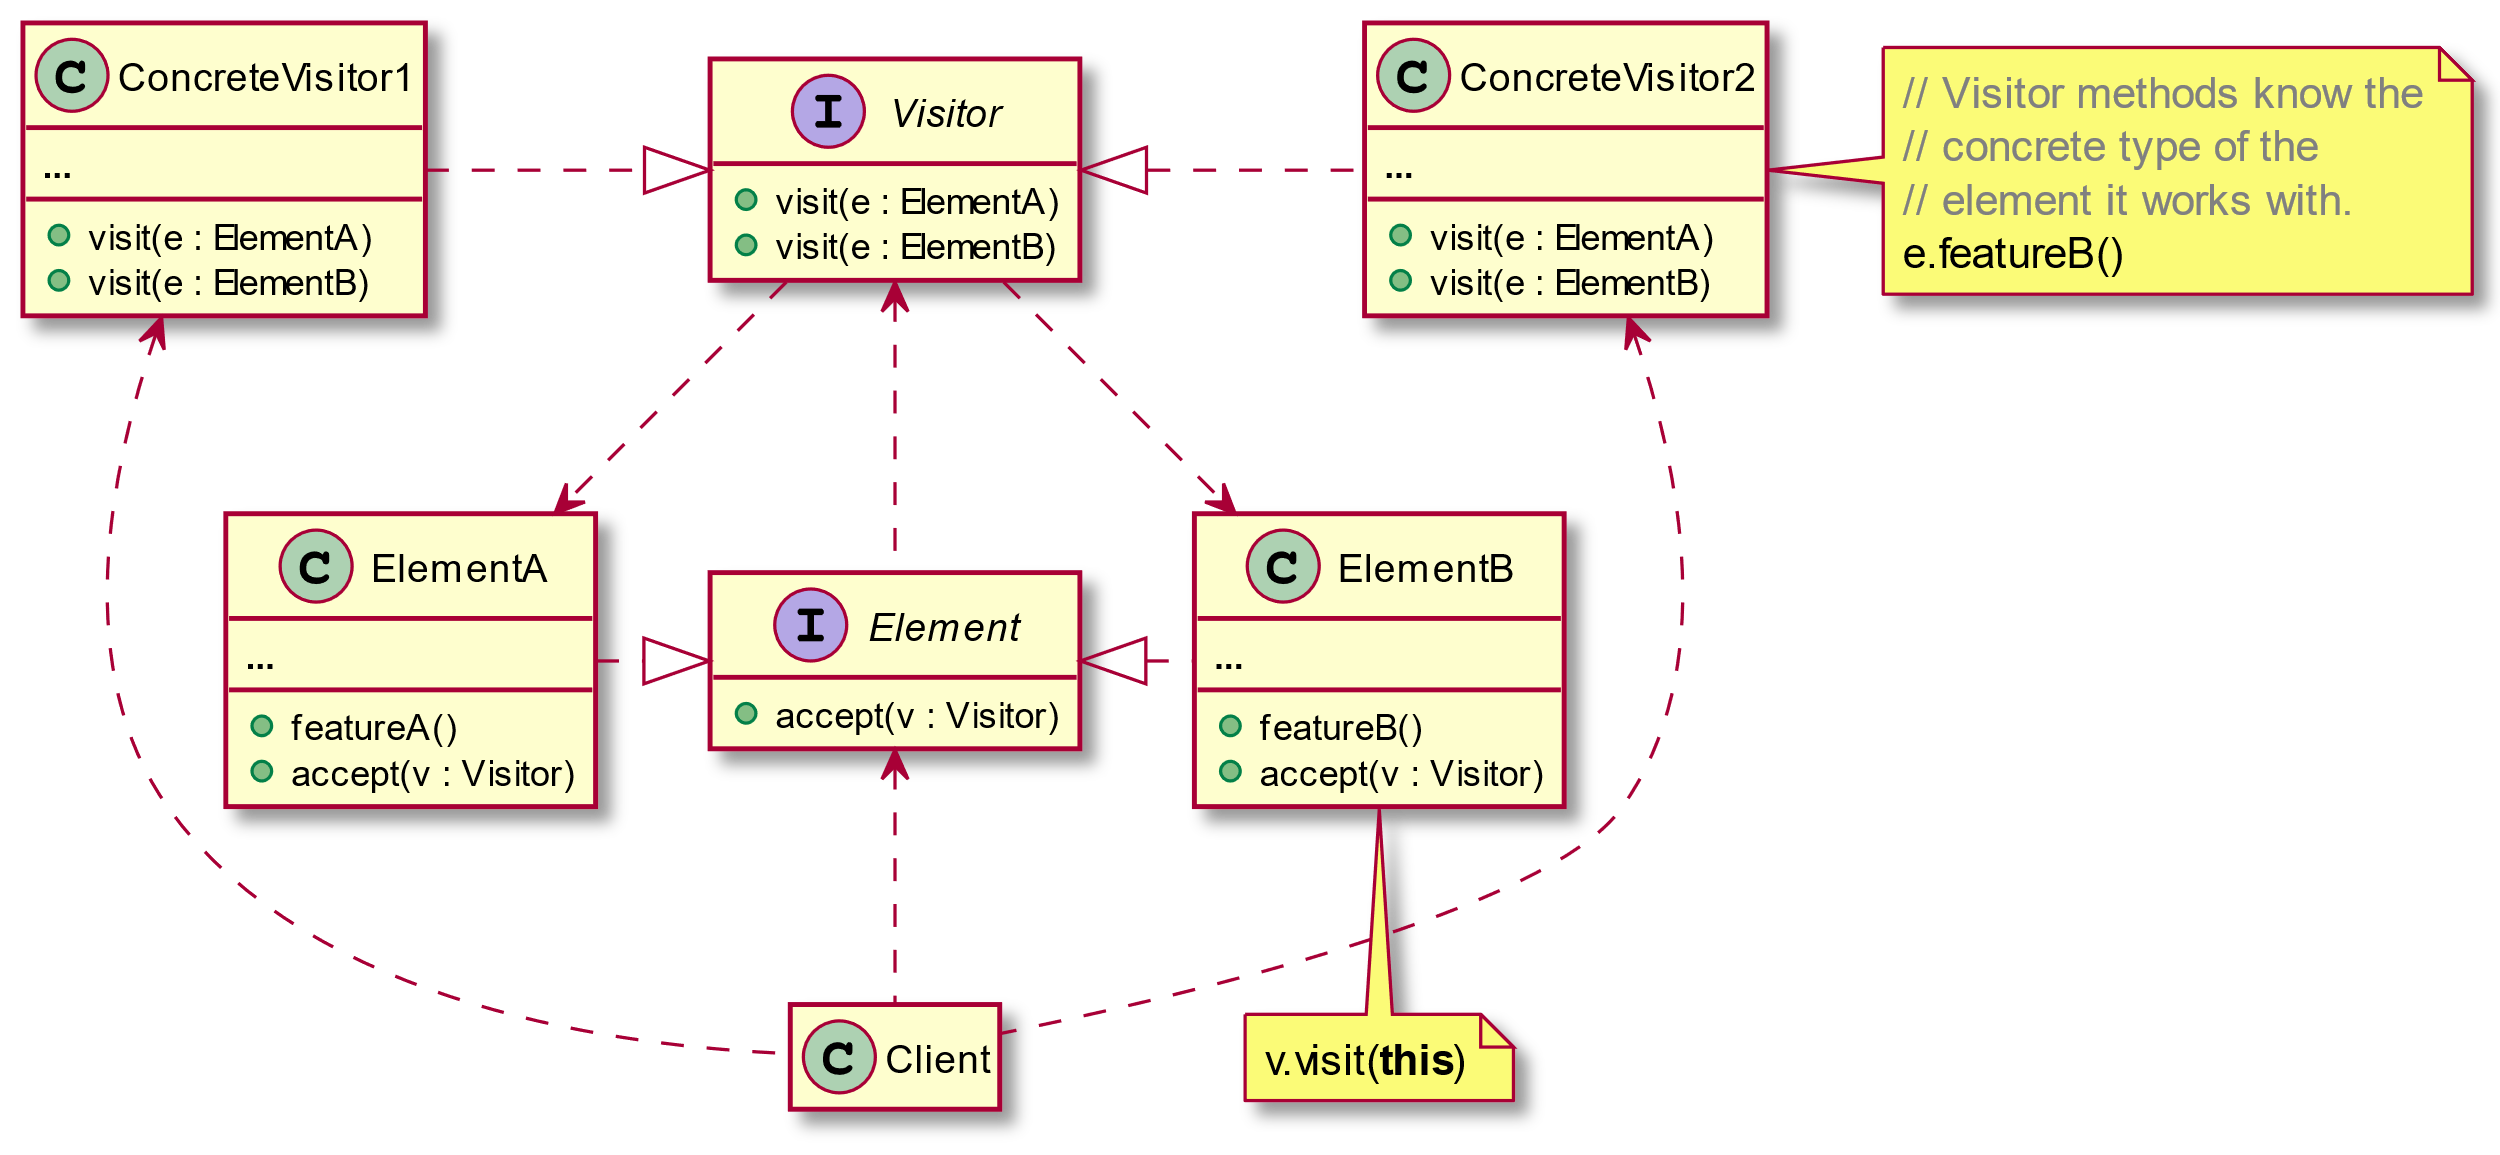 C ConcreteVisitor1
...
visit(e : ElementA)
visit(e : ElementB)
I Visitor
visit(e : ElementA)
visit(e : ElementB)
C ConcreteVisitor2
...
visit(e : ElementA)
visit(e : ElementB)
// Visitor methods know the
// concrete type of the
// element it works with.
e.featureB()
C ElementA
...
featureA()
accept(v : Visitor)
I Element
accept(v : Visitor)
C ElementB
...
featureB()
accept(v : Visitor)
C Client
v.visit(this)